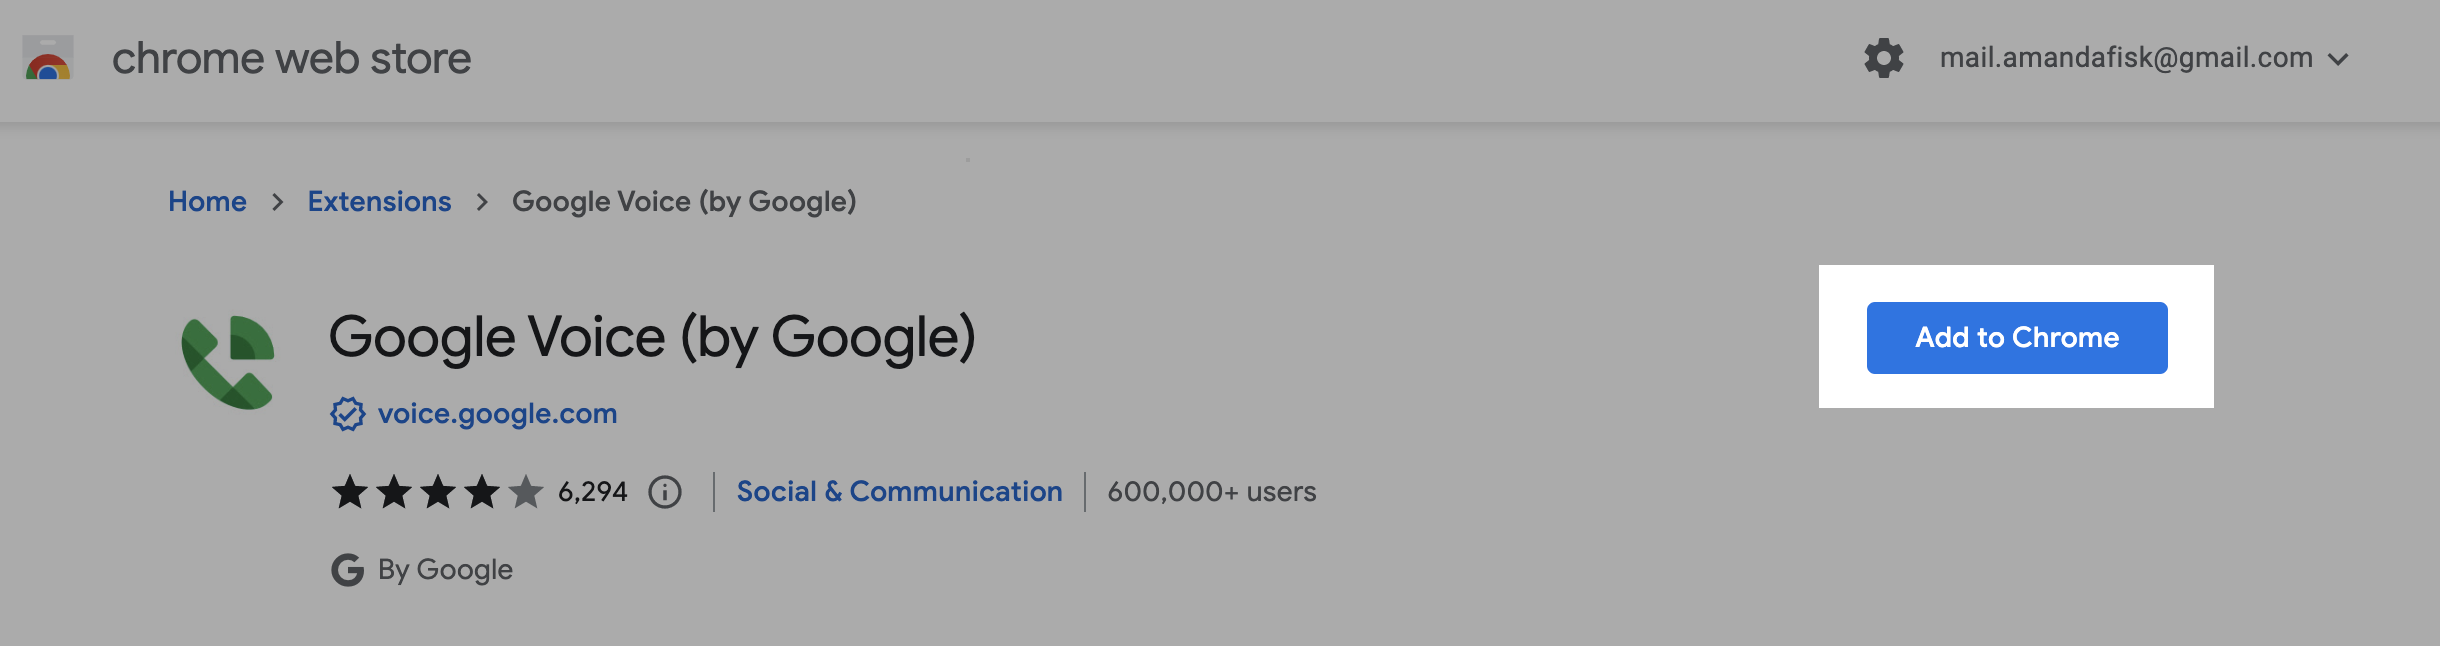 chrome web store
mail.amandafisk@gmail.com
Home > Extensions > Google Voice (by Google)
Google Voice (by Google)
Add to Chrome
voice.google.com
6,294 Social & Communication 600,000+ users
By Google